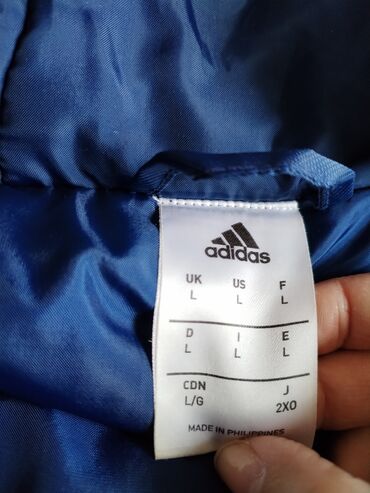 adidas
UK US F
L L L
D I E
L L L
CDN J
L/G 2XO
MADE IN PHILIPPINES